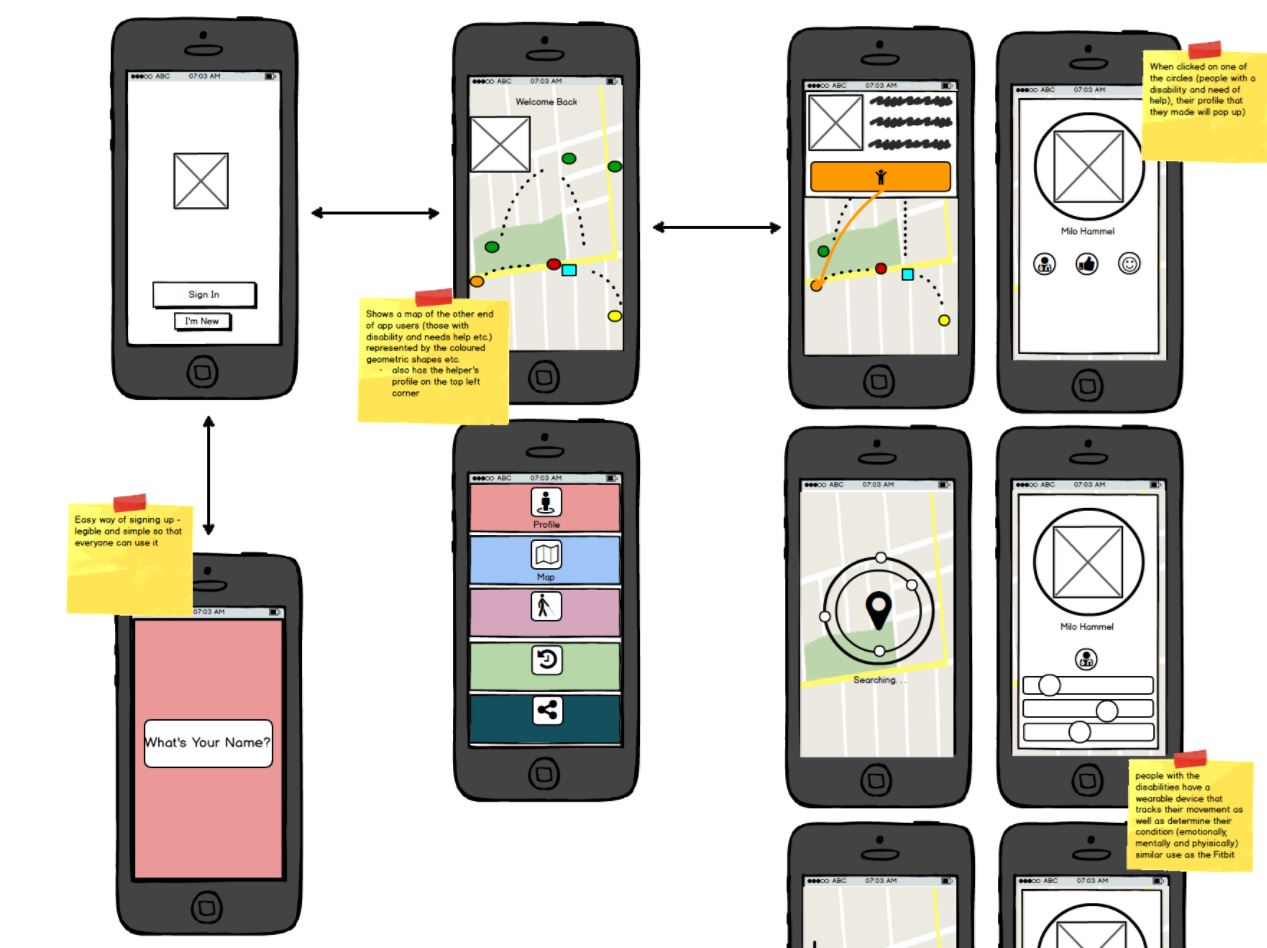 ABC 07:03 AM
Sign In
I'm New
ABC 07:03 AM
Welcome Back
Shows a map of the other end
of app users (those with
disability and needs help etc.)
represented by the coloured
geometric shapes etc.
- also has the helper's
profile on the top left
corner
ABC 07:03 AM
ABC 07:03 AM
Milo Hammel
When clicked on one of
the circles (people with a
disability and need of
help), their profile that
they made will pop up)
Easy way of signing up -
legible and simple so that
everyone can use it
07:03 AM
What's Your Name?
ABC 07:03 AM
Profile
Map
ABC 07:03 AM
Searching. . .
ABC 07:03 AM
Milo Hammel
people with the
disabilities have a
wearable device that
tracks their movement as
well as determine their
condition (emotionally,
mentally and phyisically)
similar use as the Fitbit
ABC 07:03 AM
ABC 07:03 AM